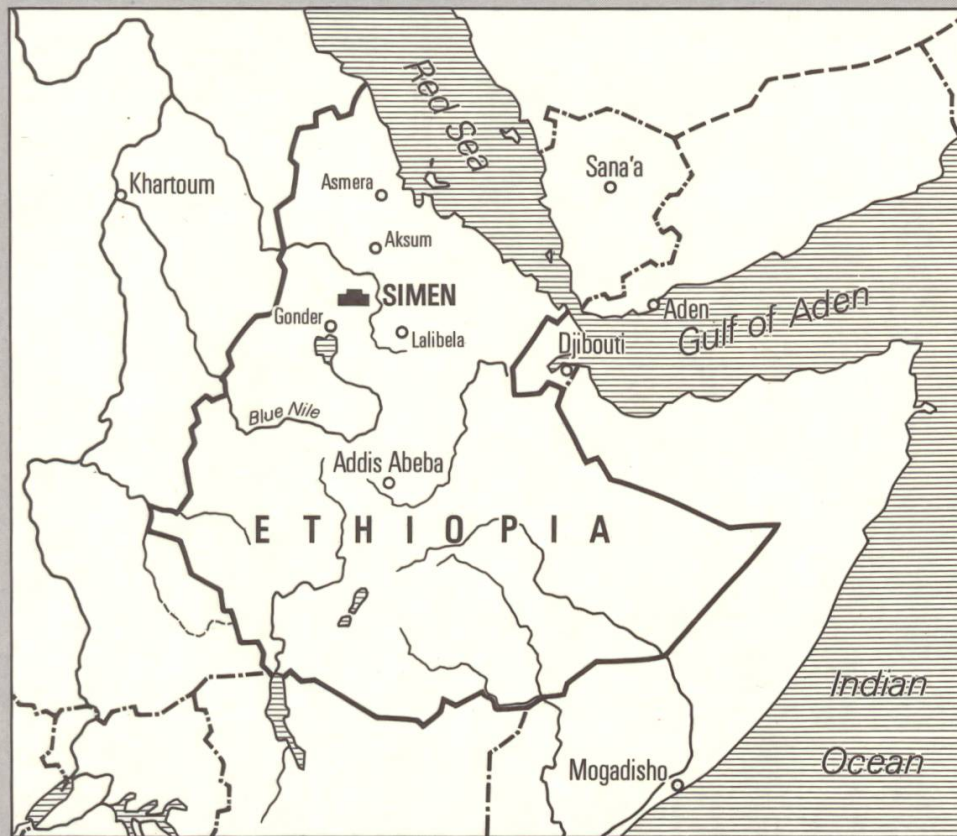 Red Sea
Sana'a
Khartoum
Asmera
Aksum
SIMEN
Gonder
Lalibela
Aden
Gulf of Aden
Djibouti
Blue Nile
Addis Abeba
ETHIOPIA
Indian
Ocean
Mogadisho